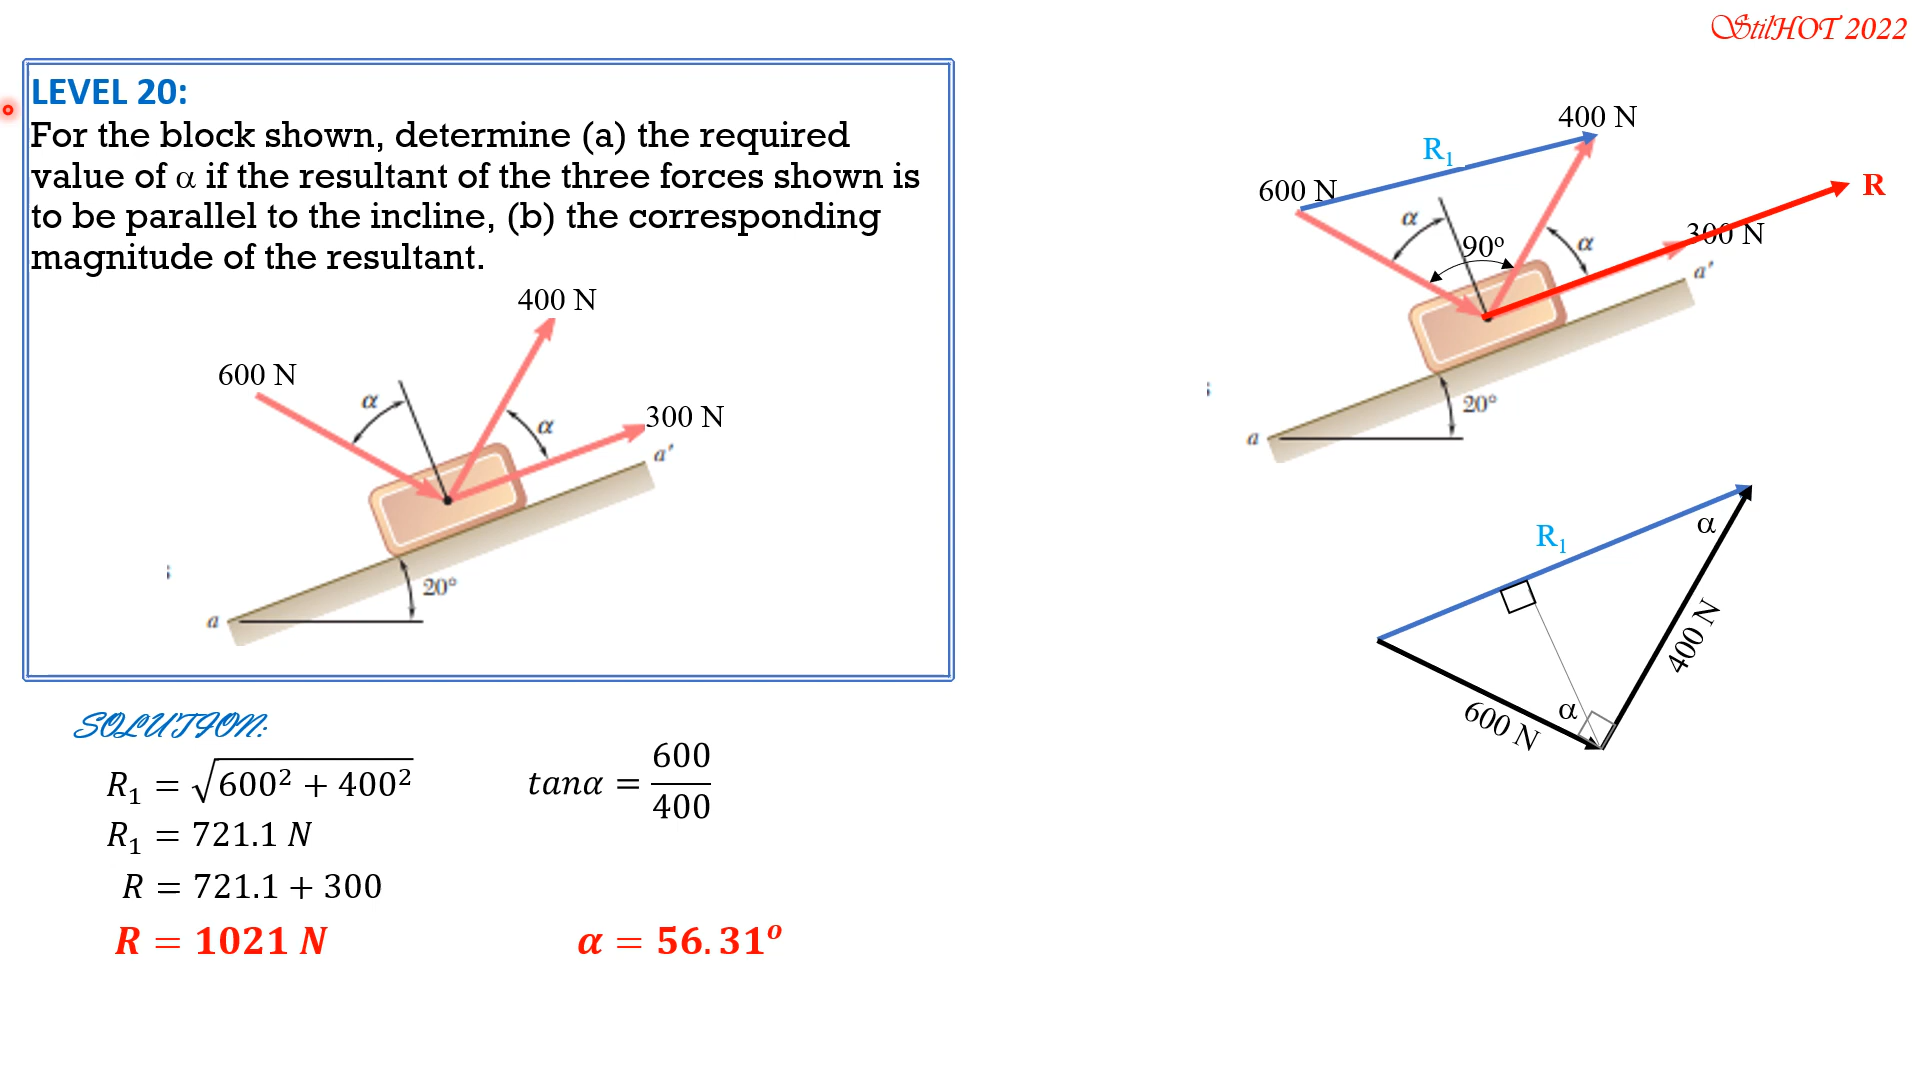 StilHOT 2022
LEVEL 20:
For the block shown, determine (a) the required
value of α if the resultant of the three forces shown is
to be parallel to the incline, (b) the corresponding
magnitude of the resultant.
400 N
600 N
α
α
300 N
a'
20°
a
SOLUTION:
R₁ = √(600² + 400²)
R₁ = 721.1 N
R = 721.1 + 300
R = 1021 N
tanα = 600/400
α = 56.31º
400 N
R₁
600 N
R
α
90º
α
300 N
a'
20°
a
R₁
α
400 N
α
600 N